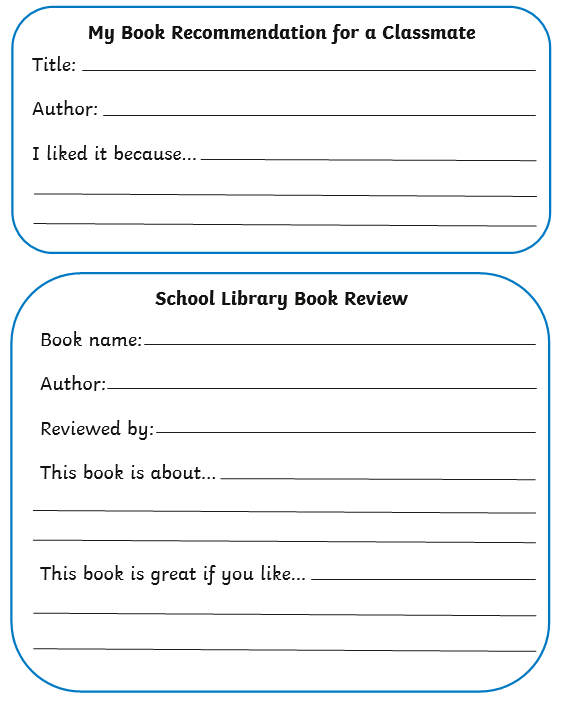 My Book Recommendation for a Classmate
Title:
Author:
I liked it because...
School Library Book Review
Book name:
Author:
Reviewed by:
This book is about...
This book is great if you like...